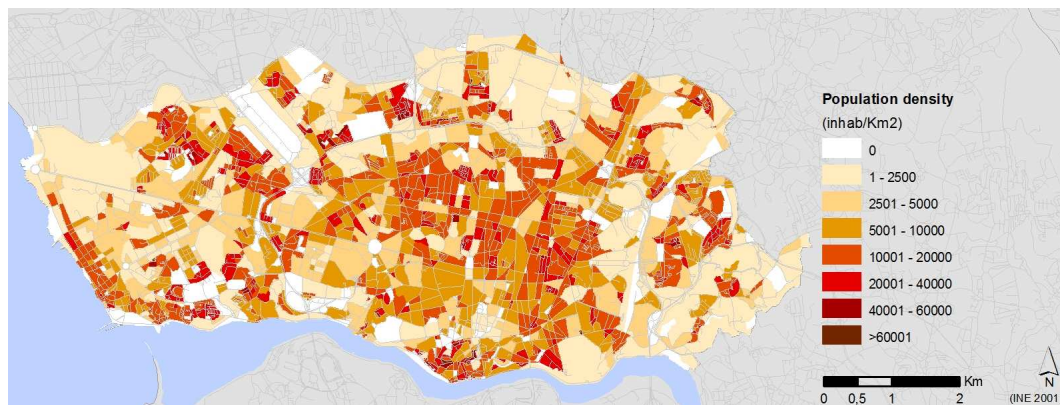 Population density
(inhab/Km2)
0
1 - 2500
2501 - 5000
5001 - 10000
10001 - 20000
20001 - 40000
40001 - 60000
>60001
Km
0 0,5 1 2
N
(INE 2001